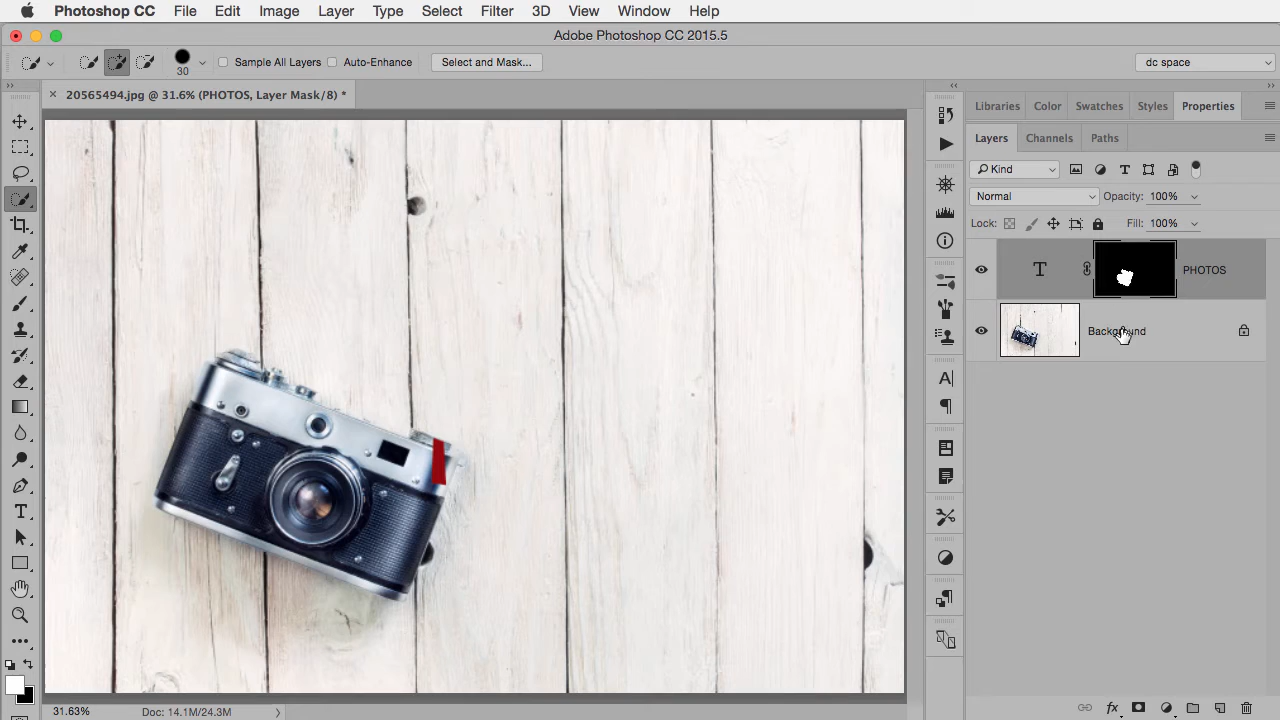 Photoshop CC File Edit Image Layer Type Select Filter 3D View Window Help
Adobe Photoshop CC 2015.5
30 Sample All Layers Auto-Enhance Select and Mask... dc space
20565494.jpg @ 31.6% (PHOTOS, Layer Mask/8) *
Libraries Color Swatches Styles Properties
Layers Channels Paths
Kind T
Normal Opacity: 100%
Lock: Fill: 100%
T PHOTOS
Background
A
T
31.63% Doc: 14.1M/24.3M
fx